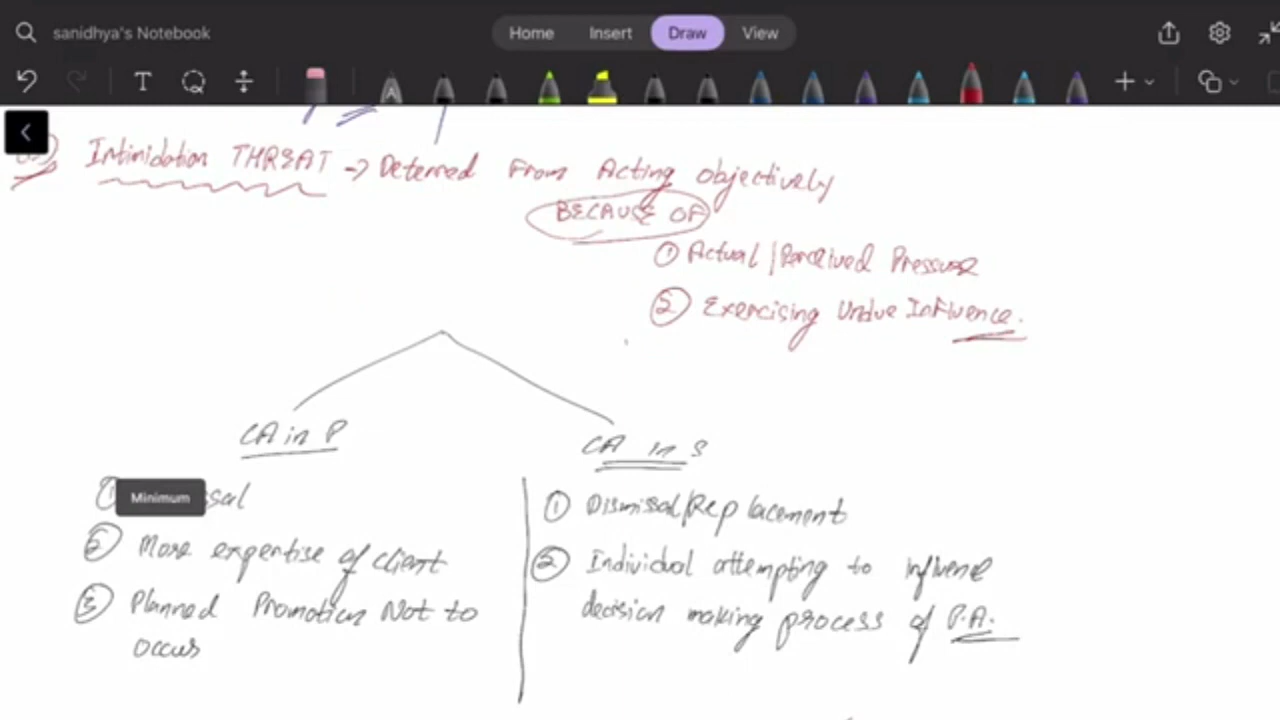 sanidhya's Notebook
Home Insert Draw View
T
A
Intimidation THREAT -> Deterred From Acting objectively
BECAUSE OF
① Actual / Perceived Pressure
② Exercising Undue Influence.
CA in P
CA in S
① Minimum ssal
② More expertise of client
③ Planned Promotion Not to
occur
① Dismissal/Replacement
② Individual attempting to influence
decision making process of P.A.